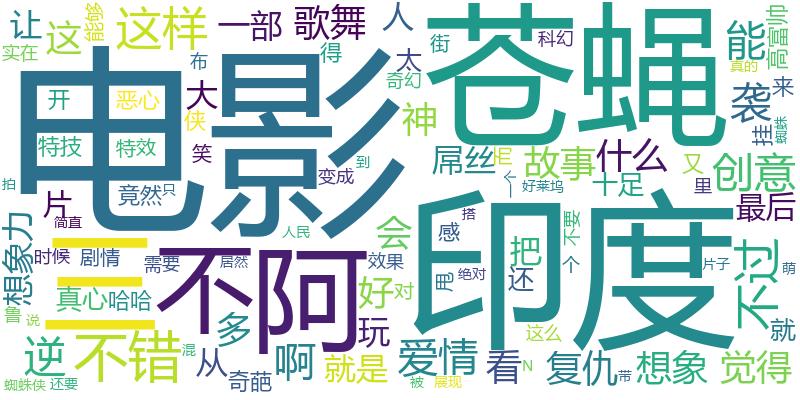 让 这 能够 这样 一部 歌舞 人 苍蝇 能 高富帅
实在 布 得 太 街 科幻 真的
电影 开 恶心 大 奇幻 袭 来
侠 神 挂 蜘蛛
特技 特效 笑 屌丝 尼 故事 什么 又 创意
拍 片 竟然 只 变成 到 个 好莱坞 十足 里 最后
想象力 简直 人民 会 感 搭 印度 不要
三 时候 剧情 需要 不 阿 居然 效果 甩 绝对 把 还 个 片子 不过 萌
真心 哈哈 好 对
鲁 说 多 玩 这么 就
逆 不错 混 从 啊 就是 爱情 看 N 复仇 带 想象 觉得
蜘蛛侠 还要 奇葩 被 展现